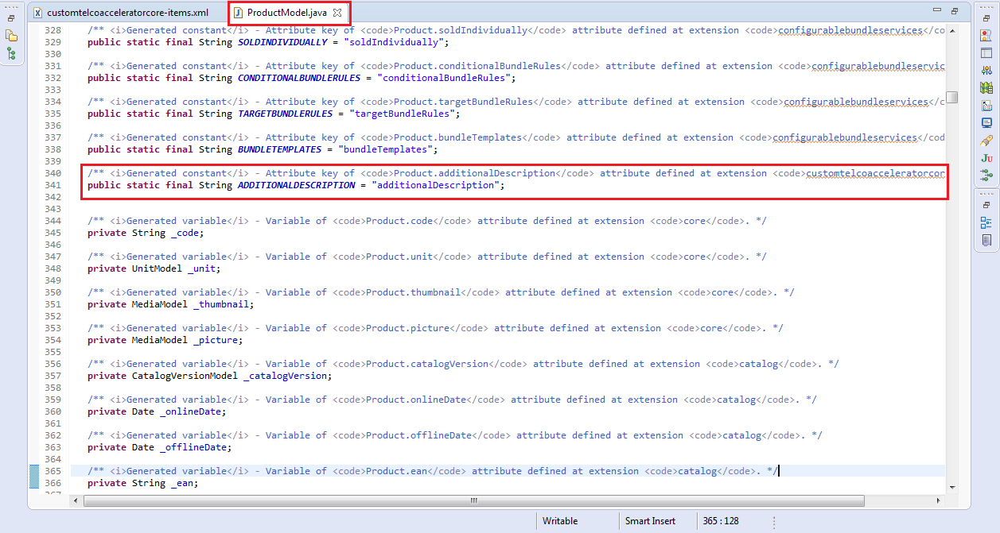 customtelcoacceleratorcore-items.xml
ProductModel.java
328 /** <i>Generated constant</i> - Attribute key of <code>Product.soldIndividually</code> attribute defined at extension <code>configurablebundleservices</co
329 public static final String SOLDINDIVIDUALLY = "soldIndividually";
330
331 /** <i>Generated constant</i> - Attribute key of <code>Product.conditionalBundleRules</code> attribute defined at extension <code>configurablebundleservic
332 public static final String CONDITIONALBUNDLERULES = "conditionalBundleRules";
333
334 /** <i>Generated constant</i> - Attribute key of <code>Product.targetBundleRules</code> attribute defined at extension <code>configurablebundleservices</c
335 public static final String TARGETBUNDLERULES = "targetBundleRules";
336
337 /** <i>Generated constant</i> - Attribute key of <code>Product.bundleTemplates</code> attribute defined at extension <code>configurablebundleservices</cod
338 public static final String BUNDLETEMPLATES = "bundleTemplates";
339
340 /** <i>Generated constant</i> - Attribute key of <code>Product.additionalDescription</code> attribute defined at extension <code>customtelcoacceleratorcor
341 public static final String ADDITIONALDESCRIPTION = "additionalDescription";
342
343
344 /** <i>Generated variable</i> - Variable of <code>Product.code</code> attribute defined at extension <code>core</code>. */
345 private String _code;
346
347 /** <i>Generated variable</i> - Variable of <code>Product.unit</code> attribute defined at extension <code>core</code>. */
348 private UnitModel _unit;
349
350 /** <i>Generated variable</i> - Variable of <code>Product.thumbnail</code> attribute defined at extension <code>core</code>. */
351 private MediaModel _thumbnail;
352
353 /** <i>Generated variable</i> - Variable of <code>Product.picture</code> attribute defined at extension <code>core</code>. */
354 private MediaModel _picture;
355
356 /** <i>Generated variable</i> - Variable of <code>Product.catalogVersion</code> attribute defined at extension <code>catalog</code>. */
357 private CatalogVersionModel _catalogVersion;
358
359 /** <i>Generated variable</i> - Variable of <code>Product.onlineDate</code> attribute defined at extension <code>catalog</code>. */
360 private Date _onlineDate;
361
362 /** <i>Generated variable</i> - Variable of <code>Product.offlineDate</code> attribute defined at extension <code>catalog</code>. */
363 private Date _offlineDate;
364
365 /** <i>Generated variable</i> - Variable of <code>Product.ean</code> attribute defined at extension <code>catalog</code>. */
366 private String _ean;
367
Writable
Smart Insert
365 : 128